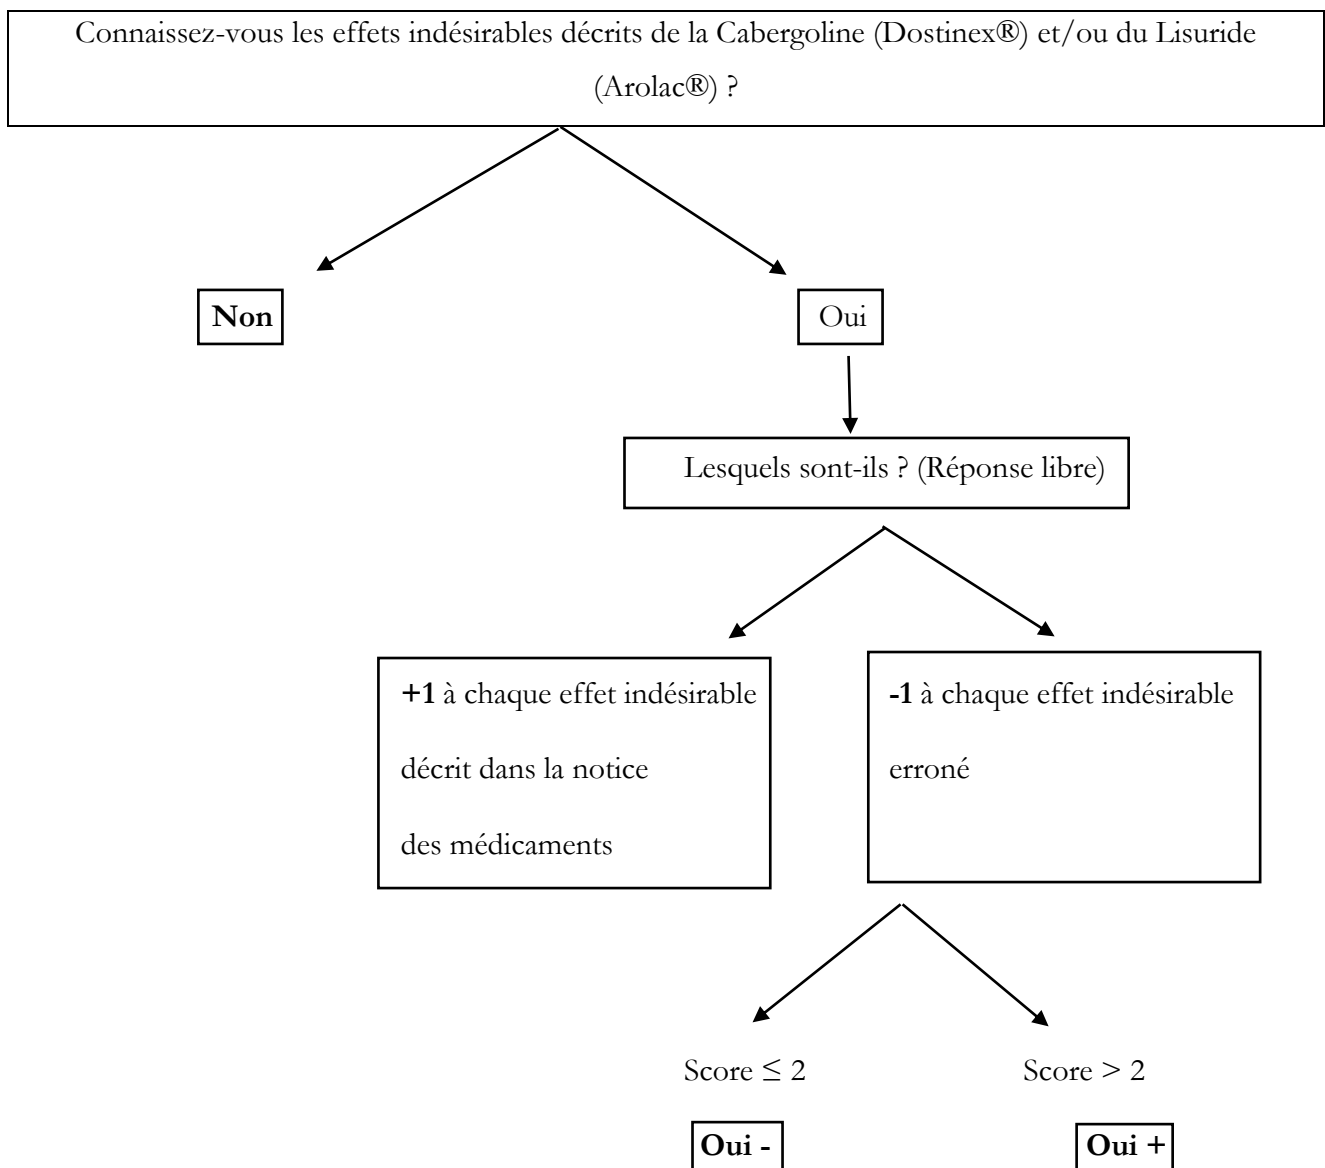 Connaissez-vous les effets indésirables décrits de la Cabergoline (Dostinex®) et/ou du Lisuride
(Arolac®) ?
Non
Oui
Lesquels sont-ils ? (Réponse libre)
+1 à chaque effet indésirable
décrit dans la notice
des médicaments
-1 à chaque effet indésirable
erroné
Score ≤ 2
Score > 2
Oui -
Oui +